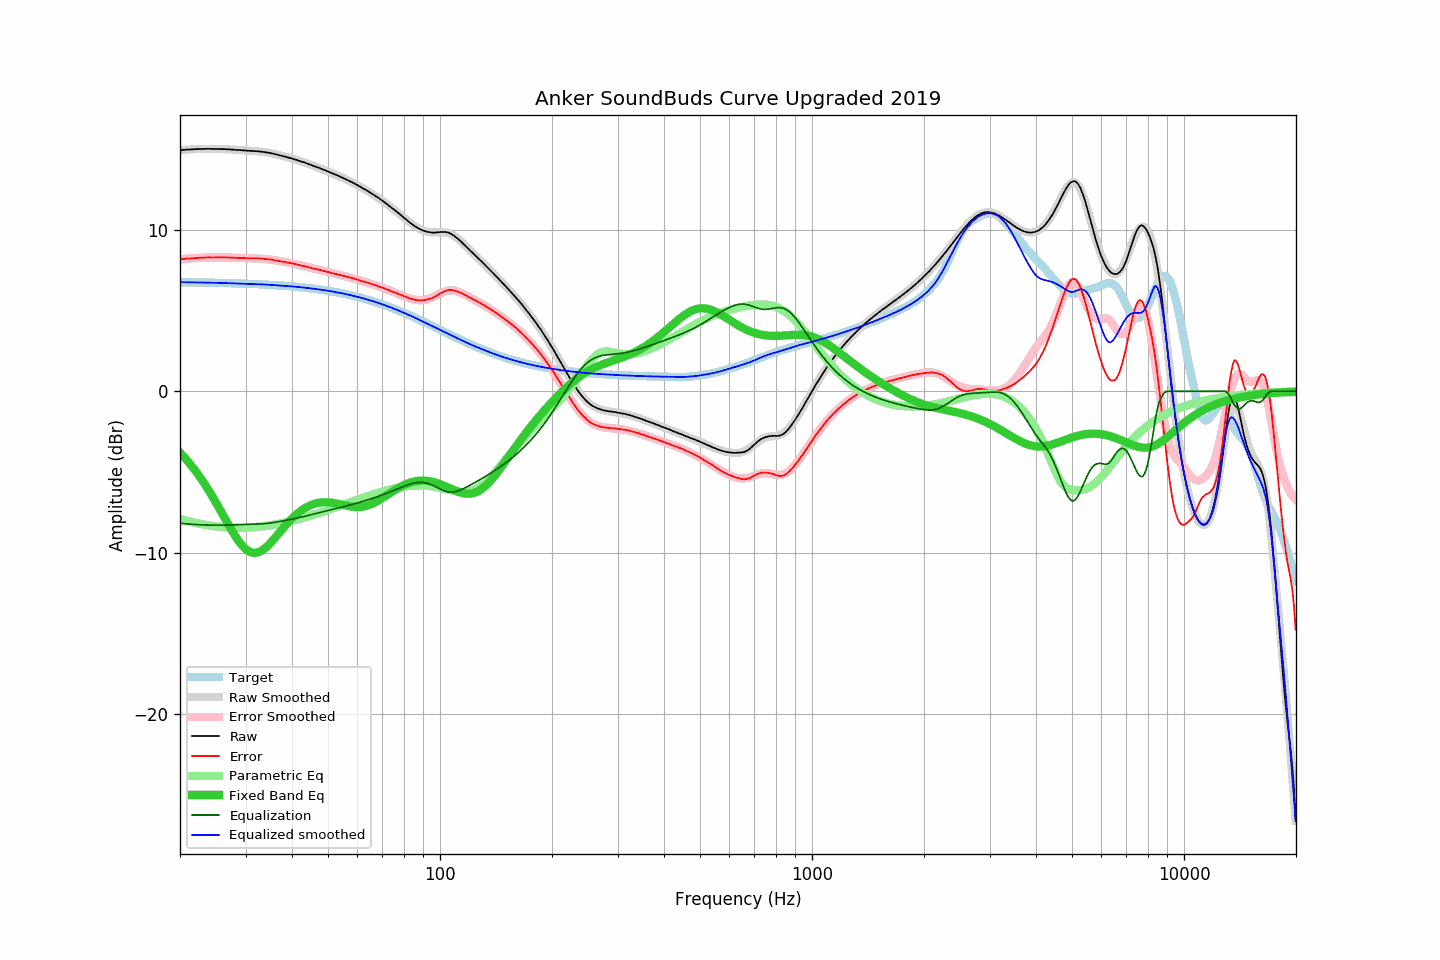 Anker SoundBuds Curve Upgraded 2019
Amplitude (dBr)
10
0
−10
−20
Target
Raw Smoothed
Error Smoothed
Raw
Error
Parametric Eq
Fixed Band Eq
Equalization
Equalized smoothed
100
1000
10000
Frequency (Hz)